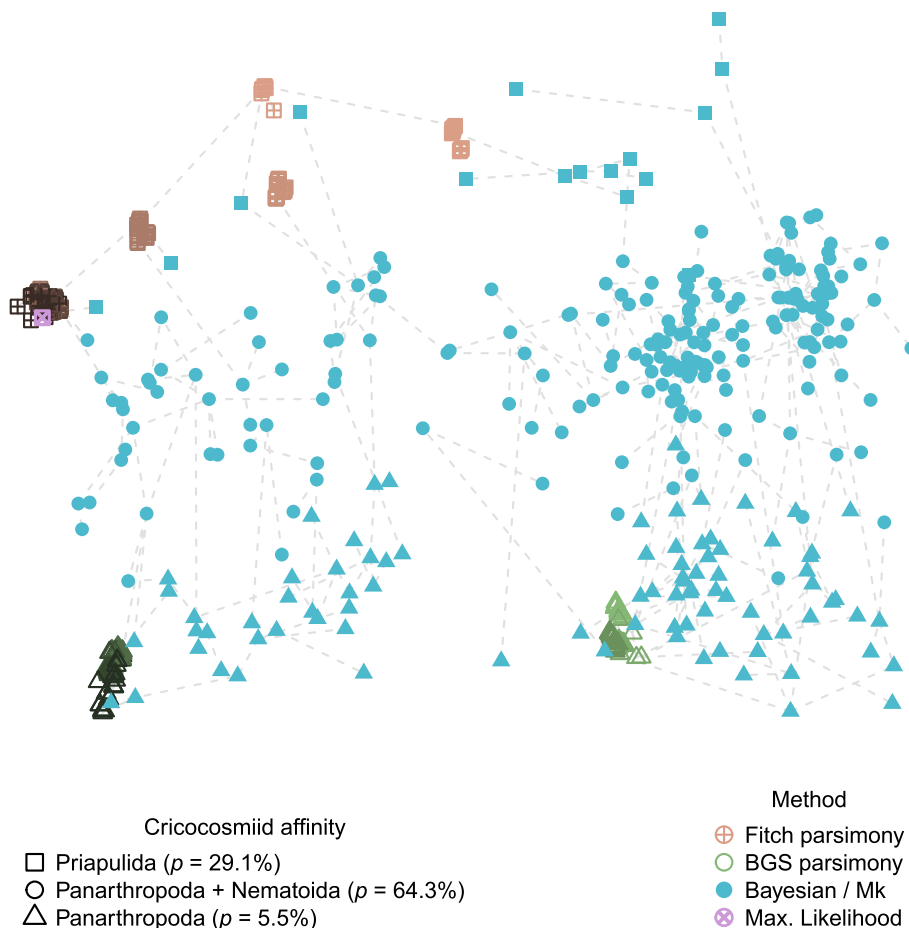 Cricocosmiid affinity
Priapulida (p = 29.1%)
Panarthropoda + Nematoida (p = 64.3%)
Panarthropoda (p = 5.5%)
Method
Fitch parsimony
BGS parsimony
Bayesian / Mk
Max. Likelihood